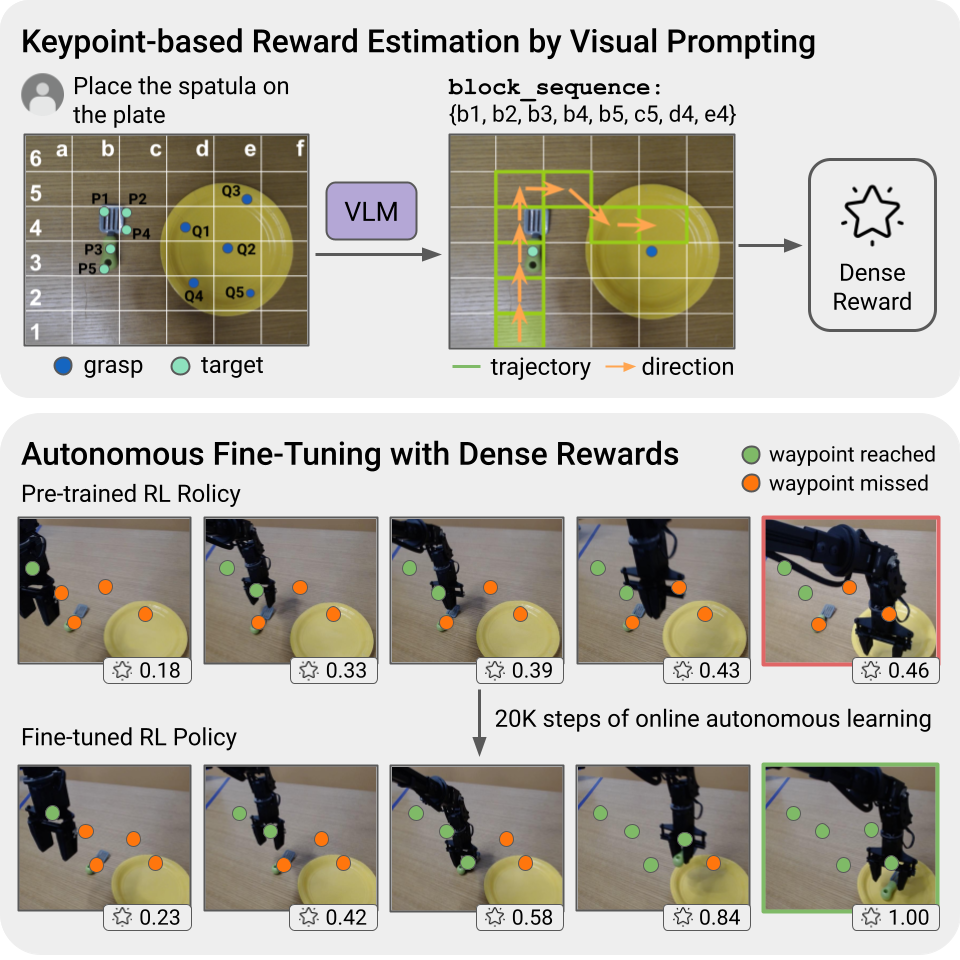 Keypoint-based Reward Estimation by Visual Prompting
Place the spatula on
the plate
block_sequence:
{b1, b2, b3, b4, b5, c5, d4, e4}
a b c d e f
6
5
4
3
2
1
P1 P2
P4
P3
P5
Q3
Q1
Q2
Q4 Q5
VLM
Dense
Reward
grasp target
trajectory direction
Autonomous Fine-Tuning with Dense Rewards
waypoint reached
waypoint missed
Pre-trained RL Rolicy
0.18 0.33 0.39 0.43 0.46
20K steps of online autonomous learning
Fine-tuned RL Policy
0.23 0.42 0.58 0.84 1.00